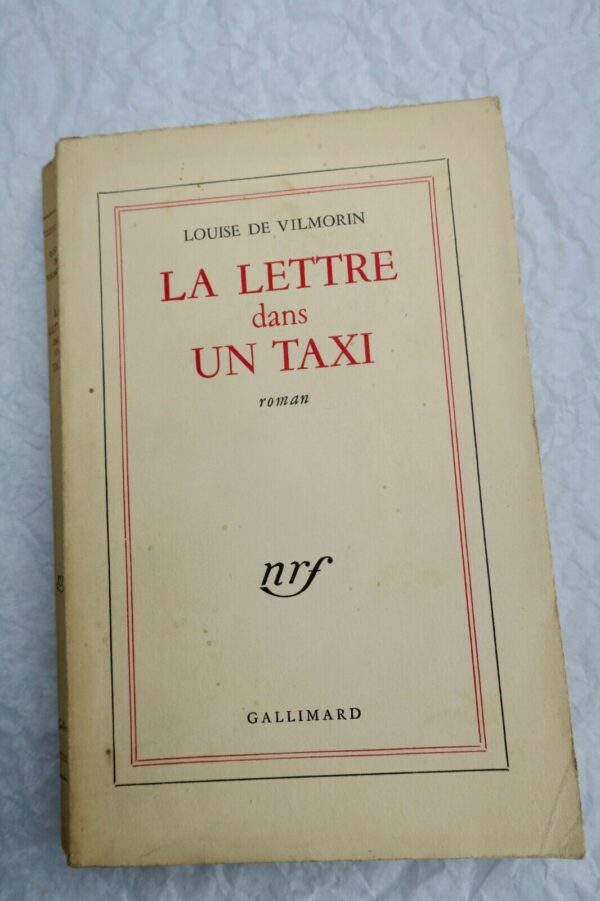 LOUISE DE VILMORIN
LA LETTRE
dans
UN TAXI
roman
nrf
GALLIMARD